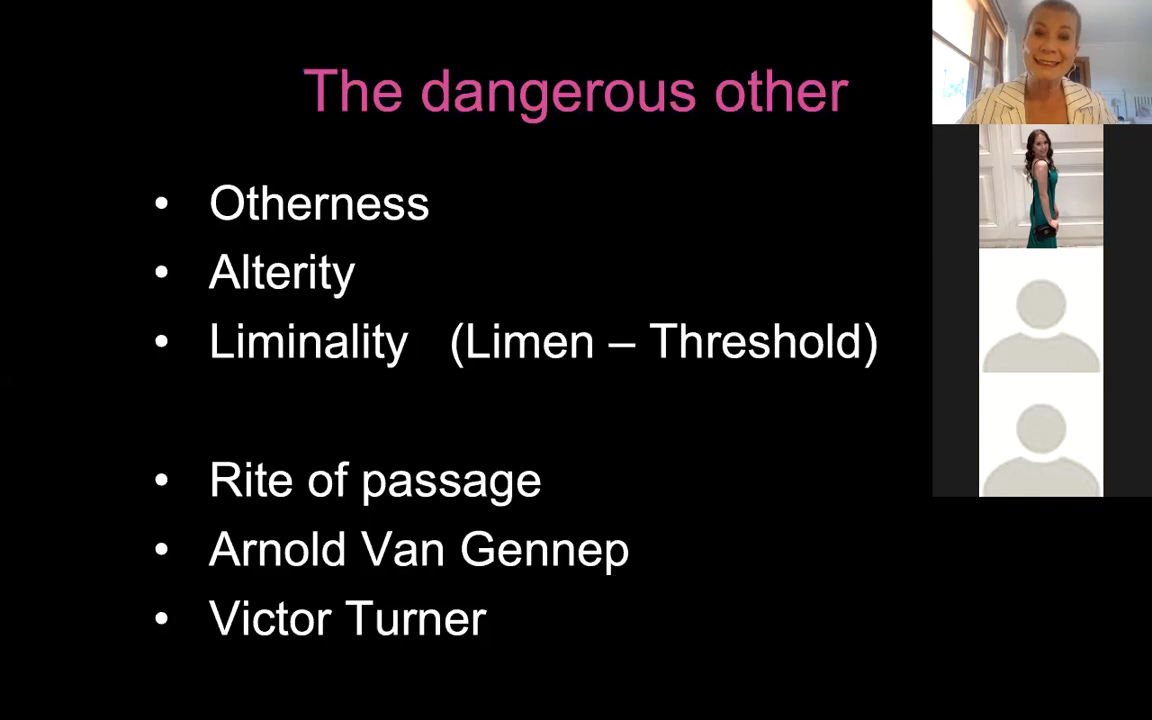 The dangerous other
• Otherness
• Alterity
• Liminality (Limen – Threshold)
• Rite of passage
• Arnold Van Gennep
• Victor Turner